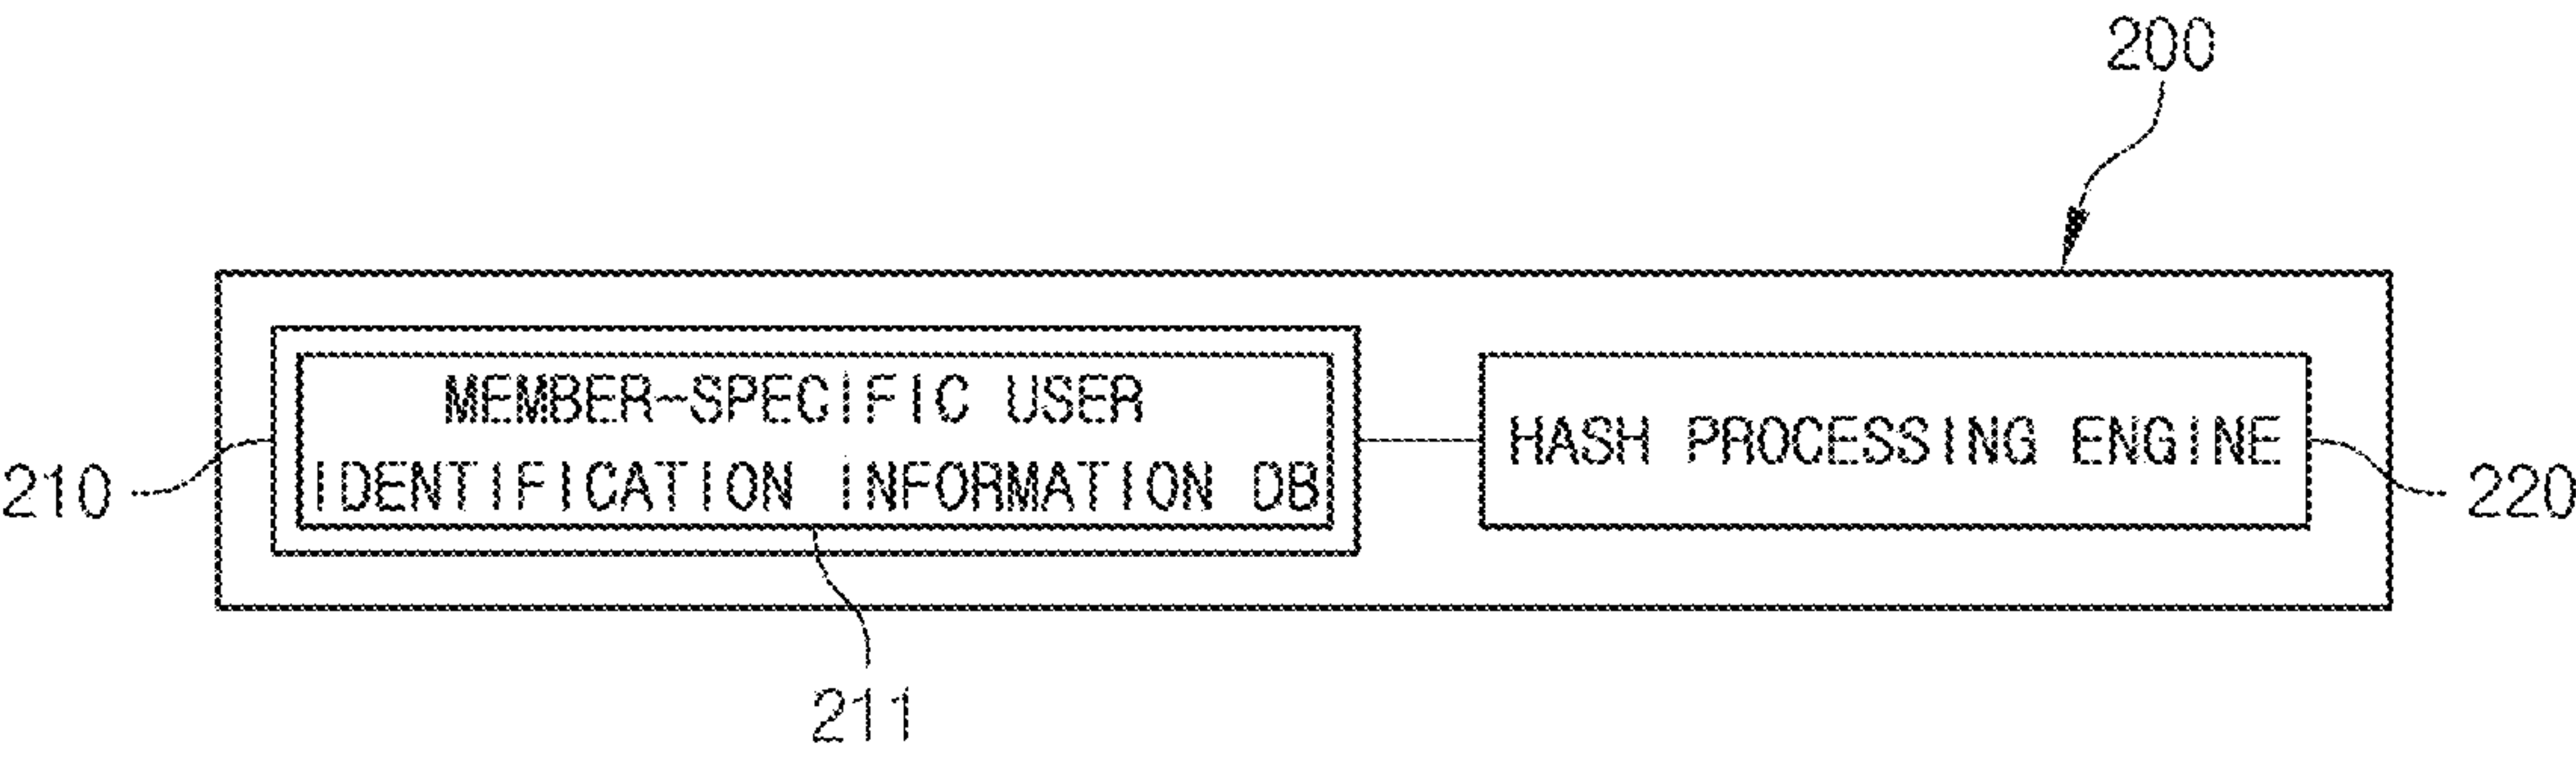 200
MEMBER-SPECIFIC USER
IDENTIFICATION INFORMATION DB
HASH PROCESSING ENGINE
210
220
211